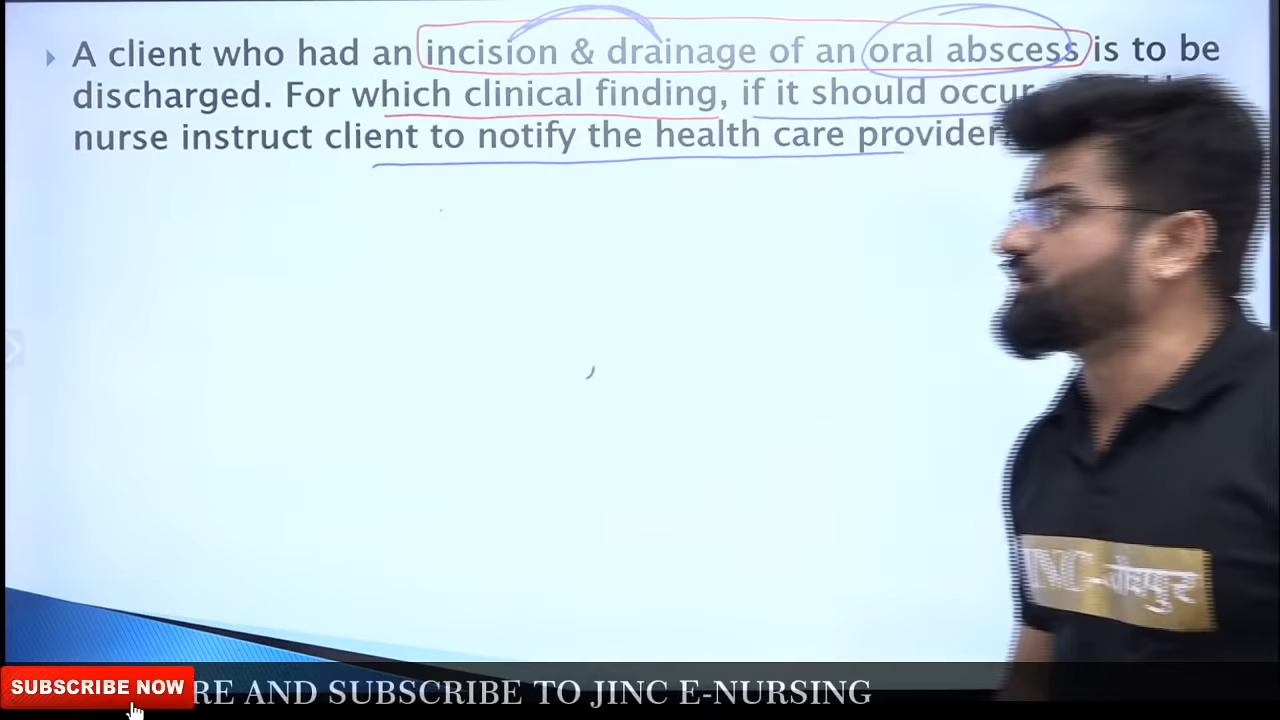 A client who had an incision & drainage of an oral abscess is to be
discharged. For which clinical finding, if it should occur
nurse instruct client to notify the health care provider
JINC-जोधपुर
SUBSCRIBE NOW
RE AND SUBSCRIBE TO JINC E-NURSING